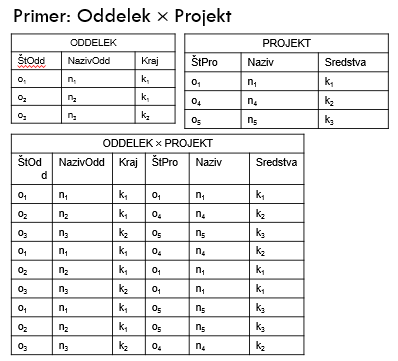 Primer: Oddelek × Projekt
ODDELEK
ŠtOdd NazivOdd Kraj
o₁ n₁ k₁
o₂ n₂ k₁
o₃ n₃ k₂
PROJEKT
ŠtPro Naziv Sredstva
o₁ n₁ k₁
o₄ n₄ k₂
o₅ n₅ k₃
ODDELEK × PROJEKT
ŠtOd
d NazivOdd Kraj ŠtPro Naziv Sredstva
o₁ n₁ k₁ o₁ n₁ k₁
o₂ n₂ k₁ o₄ n₄ k₂
o₃ n₃ k₂ o₅ n₅ k₃
o₁ n₁ k₁ o₄ n₄ k₂
o₂ n₂ k₁ o₁ n₁ k₁
o₃ n₃ k₂ o₁ n₁ k₁
o₁ n₁ k₁ o₅ n₅ k₃
o₂ n₂ k₁ o₅ n₅ k₃
o₃ n₃ k₂ o₄ n₄ k₂